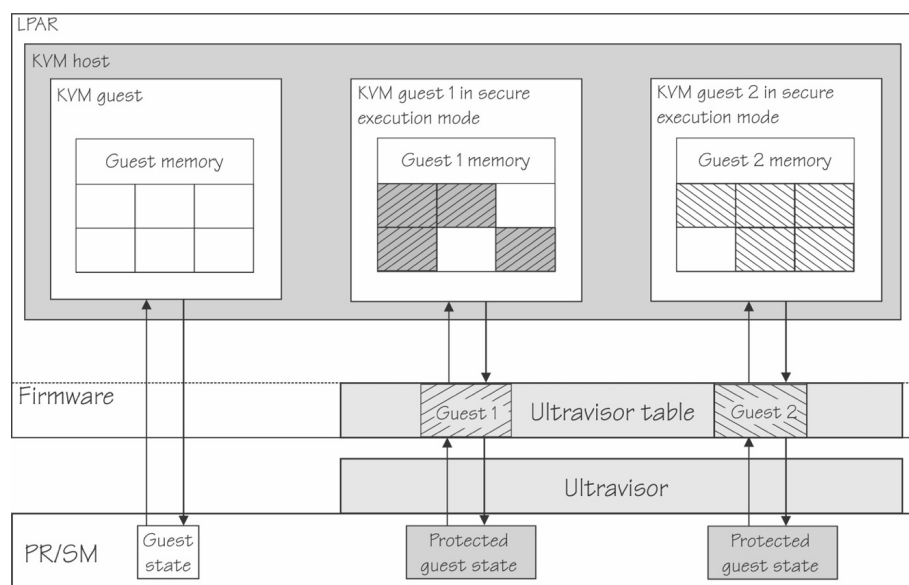 LPAR
KVM host
KVM guest
Guest memory
KVM guest 1 in secure
execution mode
Guest 1 memory
KVM guest 2 in secure
execution mode
Guest 2 memory
Firmware
Guest 1
Ultravisor table
Guest 2
Ultravisor
PR/SM
Guest
state
Protected
guest state
Protected
guest state